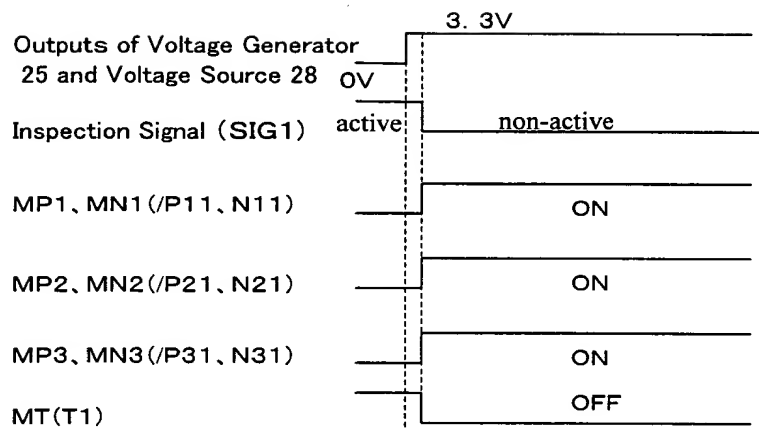 3. 3V
Outputs of Voltage Generator
25 and Voltage Source 28
0V
Inspection Signal (SIG1)
active
non-active
MP1、MN1(/P11、N11)
ON
MP2、MN2(/P21、N21)
ON
MP3、MN3(/P31、N31)
ON
MT(T1)
OFF